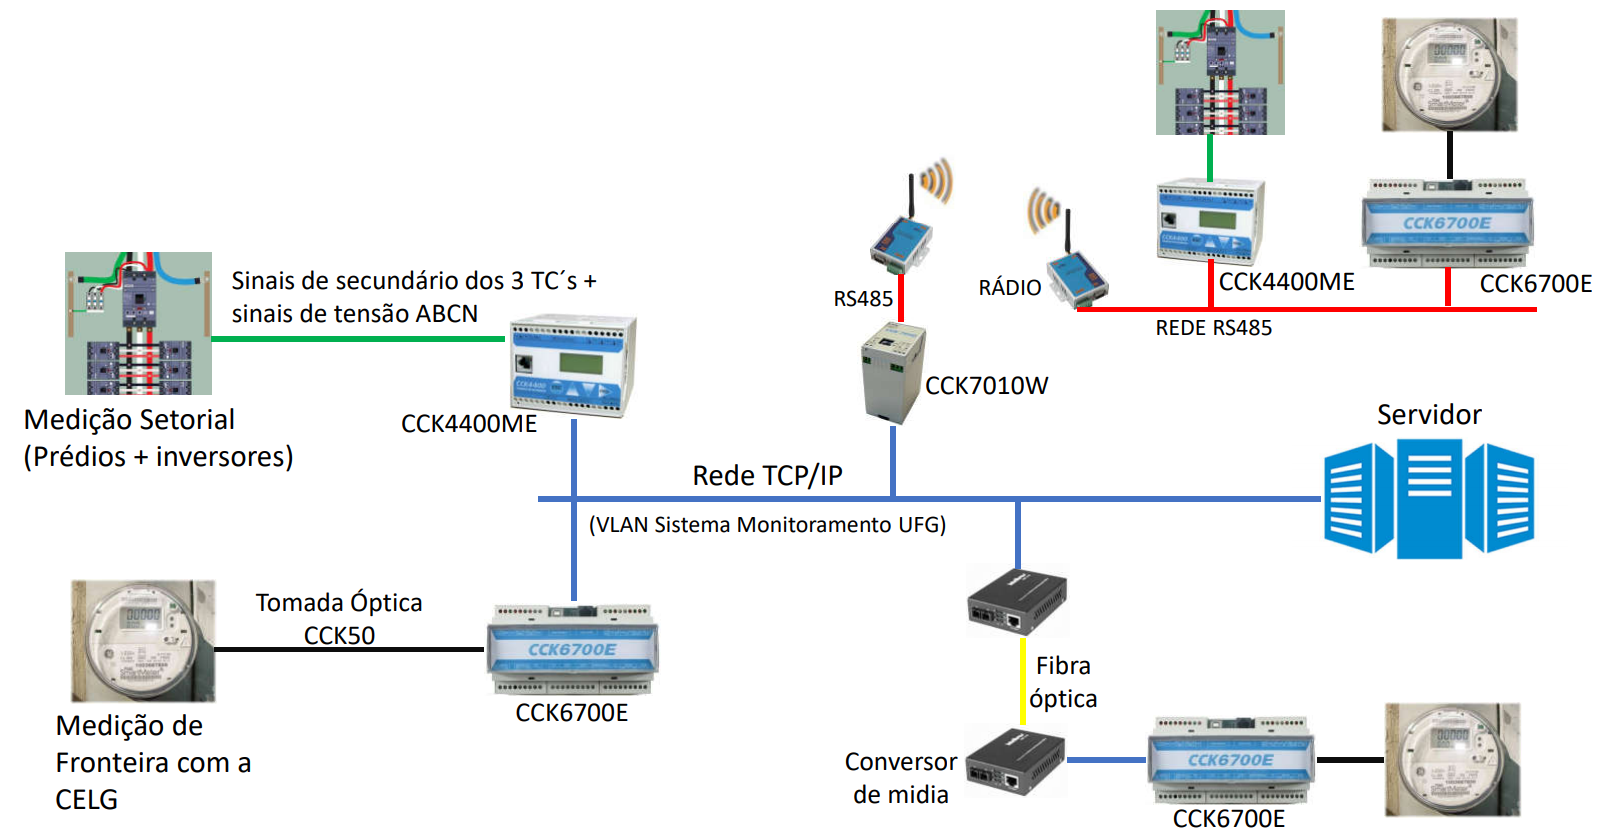 CCK6700E
CCK4400ME
CCK6700E
RS485
RÁDIO
REDE RS485
Sinais de secundário dos 3 TC´s +
sinais de tensão ABCN
CCK7010W
CCK4400ME
Medição Setorial
(Prédios + inversores)
Servidor
Rede TCP/IP
(VLAN Sistema Monitoramento UFG)
Tomada Óptica
CCK50
CCK6700E
CCK6700E
Medição de
Fronteira com a
CELG
Fibra
óptica
Conversor
de midia
CCK6700E
CCK6700E